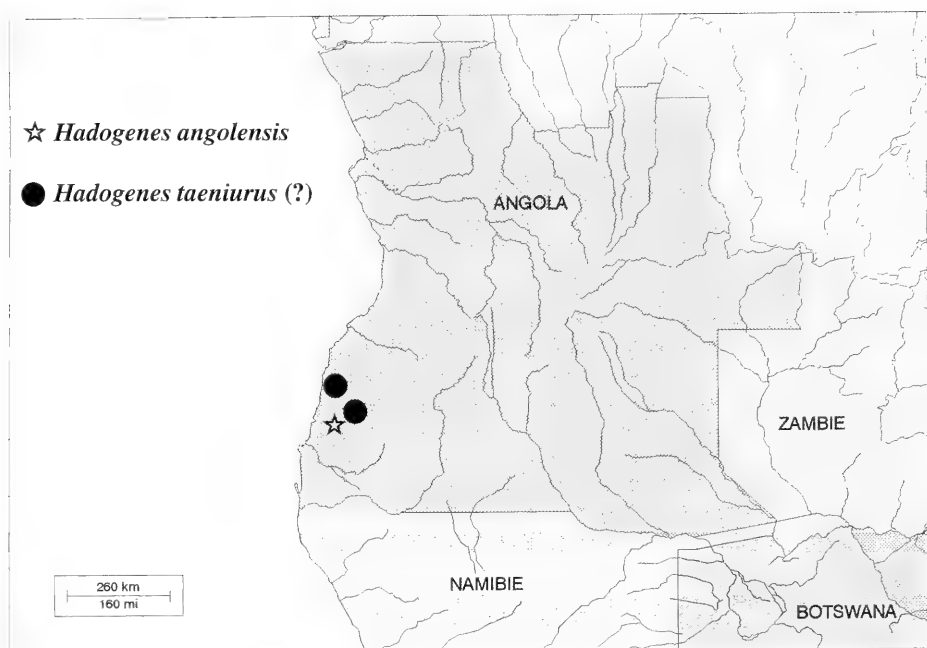 Hadogenes angolensis
Hadogenes taeniurus (?)
ANGOLA
ZAMBIE
NAMIBIE
BOTSWANA
260 km
160 mi